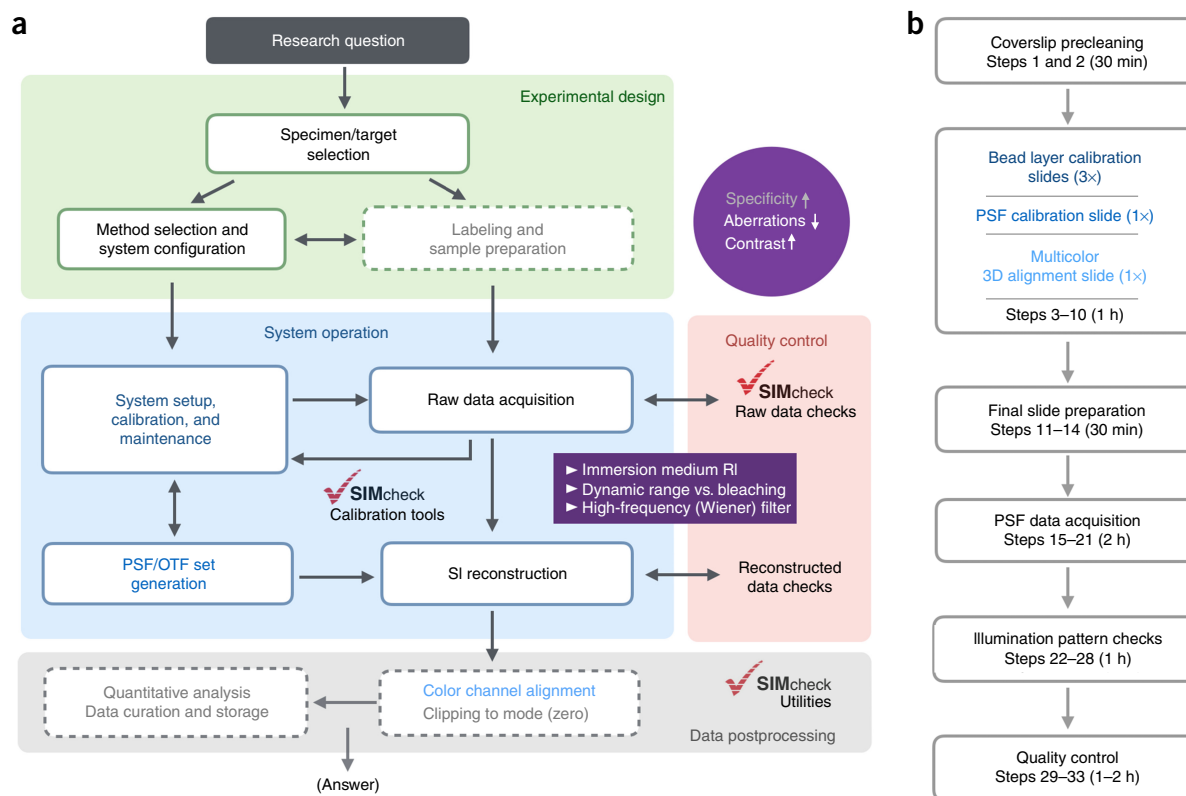 a
Research question
Experimental design
Specimen/target
selection
Method selection and
system configuration
Labeling and
sample preparation
Specificity ↑
Aberrations ↓
Contrast ↑
System operation
Quality control
System setup,
calibration, and
maintenance
Raw data acquisition
SIMcheck
Raw data checks
SIMcheck
Calibration tools
► Immersion medium RI
► Dynamic range vs. bleaching
► High-frequency (Wiener) filter
PSF/OTF set
generation
SI reconstruction
Reconstructed
data checks
Quantitative analysis
Data curation and storage
Color channel alignment
Clipping to mode (zero)
SIMcheck
Utilities
Data postprocessing
(Answer)
b
Coverslip precleaning
Steps 1 and 2 (30 min)
Bead layer calibration
slides (3×)
PSF calibration slide (1×)
Multicolor
3D alignment slide (1×)
Steps 3–10 (1 h)
Final slide preparation
Steps 11–14 (30 min)
PSF data acquisition
Steps 15–21 (2 h)
Illumination pattern checks
Steps 22–28 (1 h)
Quality control
Steps 29–33 (1–2 h)